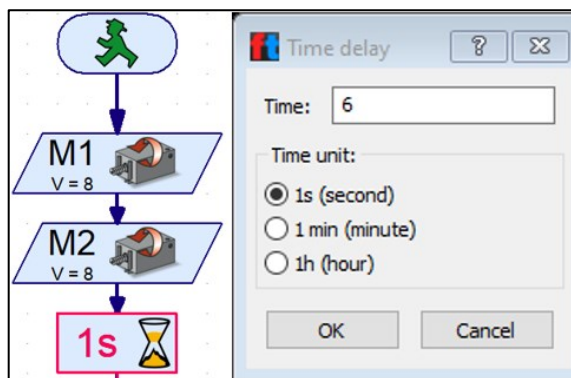 M1
V = 8
M2
V = 8
1s
ft Time delay
Time: 6
Time unit:
1s (second)
1 min (minute)
1h (hour)
OK Cancel